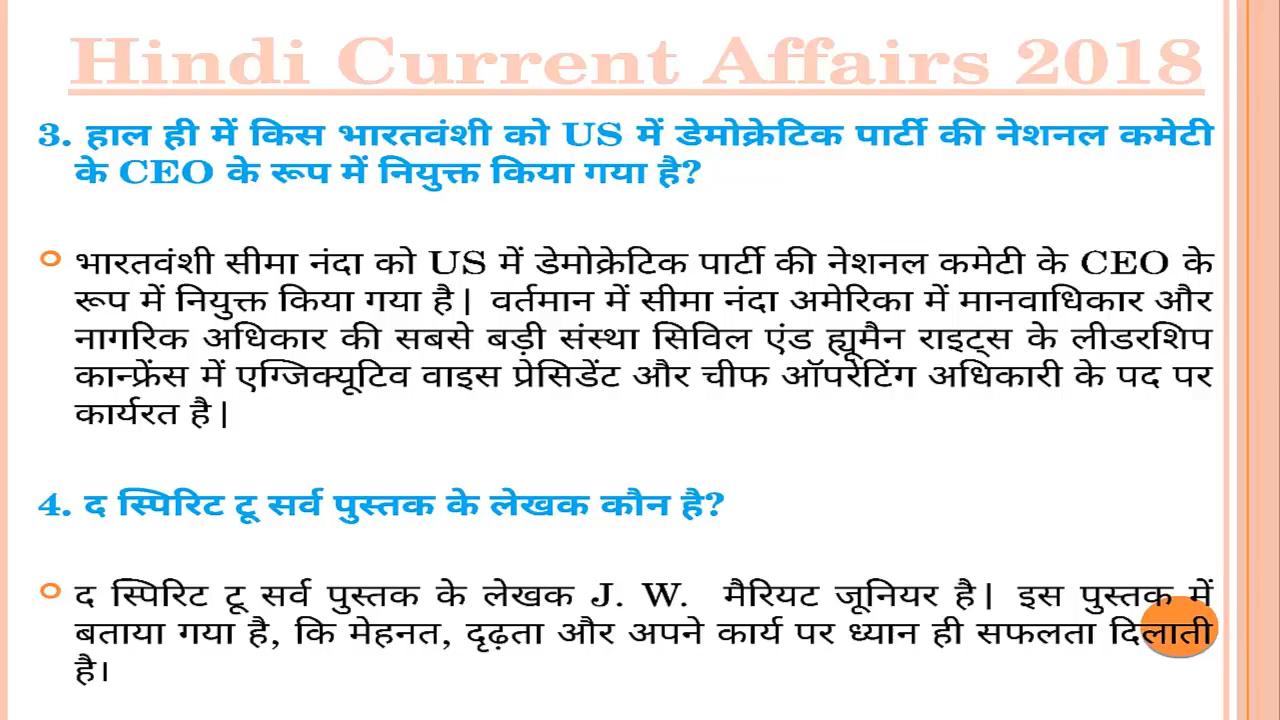 Hindi Current Affairs 2018
3. हाल ही में किस भारतवंशी को US में डेमोक्रेटिक पार्टी की नेशनल कमेटी
के CEO के रूप में नियुक्त किया गया है?
भारतवंशी सीमा नंदा को US में डेमोक्रेटिक पार्टी की नेशनल कमेटी के CEO के
रूप में नियुक्त किया गया है| वर्तमान में सीमा नंदा अमेरिका में मानवाधिकार और
नागरिक अधिकार की सबसे बड़ी संस्था सिविल एंड ह्यूमैन राइट्स के लीडरशिप
कान्फ्रेंस में एग्जिक्यूटिव वाइस प्रेसिडेंट और चीफ ऑपरेटिंग अधिकारी के पद पर
कार्यरत है|
4. द स्पिरिट टू सर्व पुस्तक के लेखक कौन है?
द स्पिरिट टू सर्व पुस्तक के लेखक J. W. मैरियट जूनियर है| इस पुस्तक में
बताया गया है, कि मेहनत, दृढ़ता और अपने कार्य पर ध्यान ही सफलता दिलाती
है।